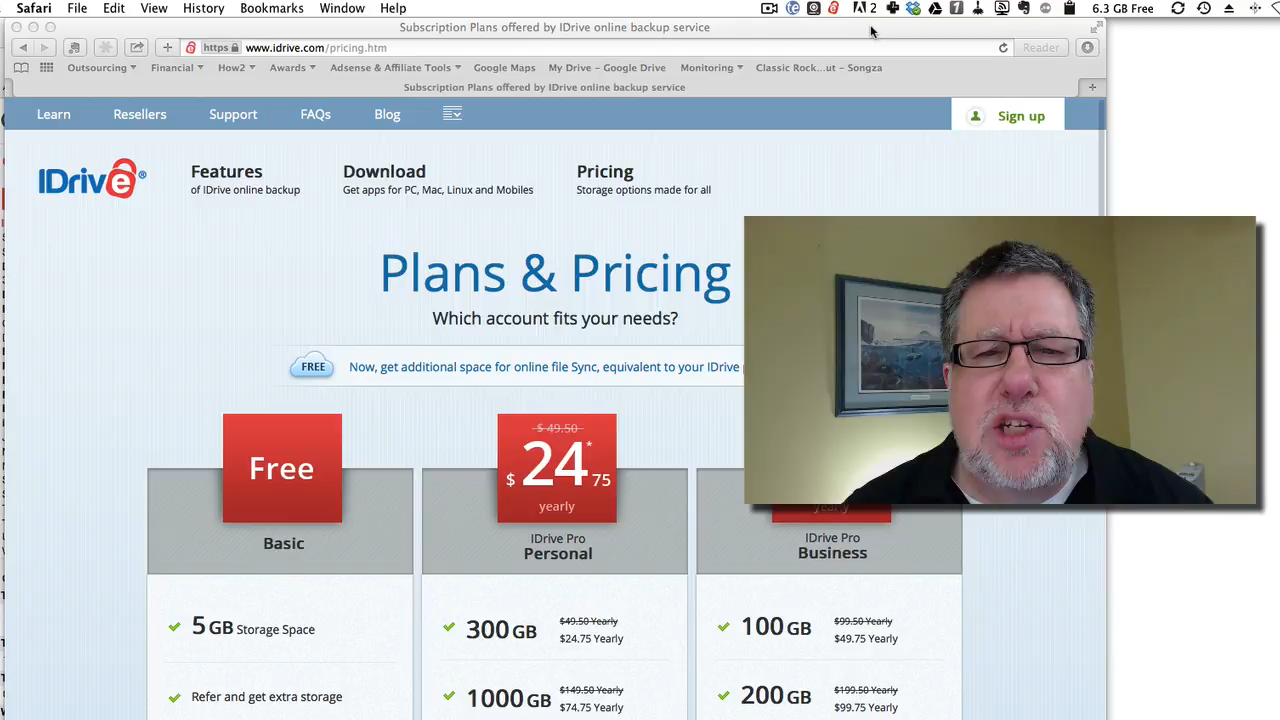 Safari File Edit View History Bookmarks Window Help 2 6.3 GB Free
Subscription Plans offered by IDrive online backup service
https www.idrive.com/pricing.htm Reader
Outsourcing Financial How2 Awards Adsense & Affiliate Tools Google Maps My Drive – Google Drive Monitoring Classic Rock...ut – Songza
Subscription Plans offered by IDrive online backup service
Learn Resellers Support FAQs Blog Sign up
IDrive® Features Download Pricing
of IDrive online backup Get apps for PC, Mac, Linux and Mobiles Storage options made for all
Plans & Pricing
Which account fits your needs?
FREE Now, get additional space for online file Sync, equivalent to your IDrive
Free
$ 49.50
$ 24 75 *
yearly
yearly
Basic
IDrive Pro
Personal
IDrive Pro
Business
5 GB Storage Space
300 GB $49.50 Yearly
$24.75 Yearly
100 GB $99.50 Yearly
$49.75 Yearly
Refer and get extra storage
1000 GB $149.50 Yearly
$74.75 Yearly
200 GB $199.50 Yearly
$99.75 Yearly